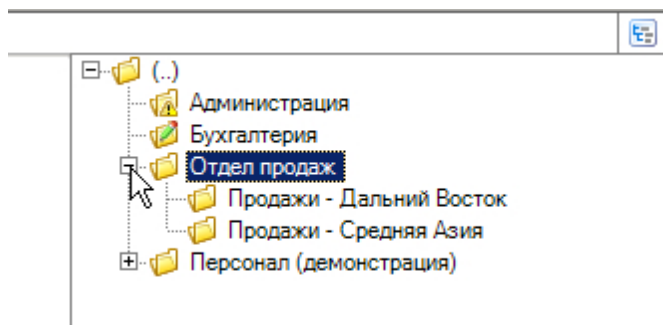 (..)
Администрация
Бухгалтерия
Отдел продаж
Продажи - Дальний Восток
Продажи - Средняя Азия
Персонал (демонстрация)